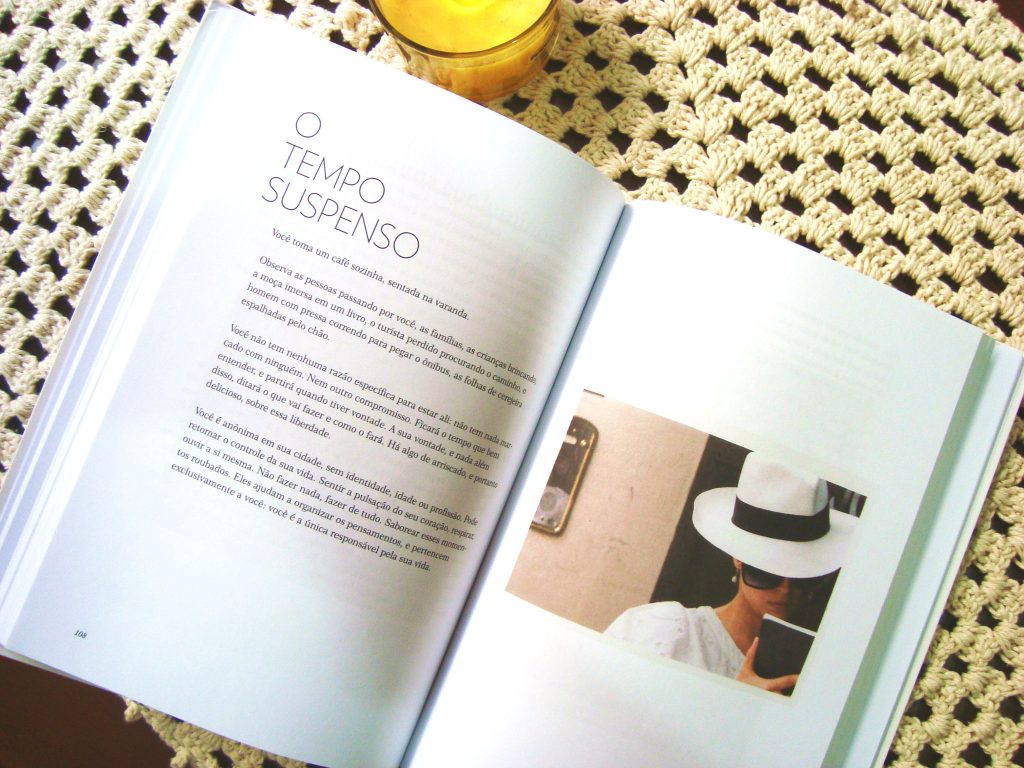 O
TEMPO
SUSPENSO
Você toma um café sozinha, sentada na varanda.
Observa as pessoas passando por você, as famílias, as crianças brincando,
a moça imersa em um livro, o turista perdido procurando o caminho, o
homem com pressa correndo para pegar o ônibus, as folhas de cerejeira
espalhadas pelo chão.
Você não tem nenhuma razão específica para estar ali: não tem nada mar-
cado com ninguém. Nem outro compromisso. Ficará o tempo que bem
entender, e partirá quando tiver vontade. A sua vontade, e nada além
disso, ditará o que vai fazer e como o fará. Há algo de arriscado, e portanto
delicioso, sobre essa liberdade.
Você é anônima em sua cidade, sem identidade, idade ou profissão. Pode
retomar o controle da sua vida. Sentir a pulsação do seu coração, respirar,
ouvir a si mesma. Não fazer nada, fazer de tudo. Saborear esses momen-
tos roubados. Eles ajudam a organizar os pensamentos, e pertencem
exclusivamente a você: você é a única responsável pela sua vida.
108